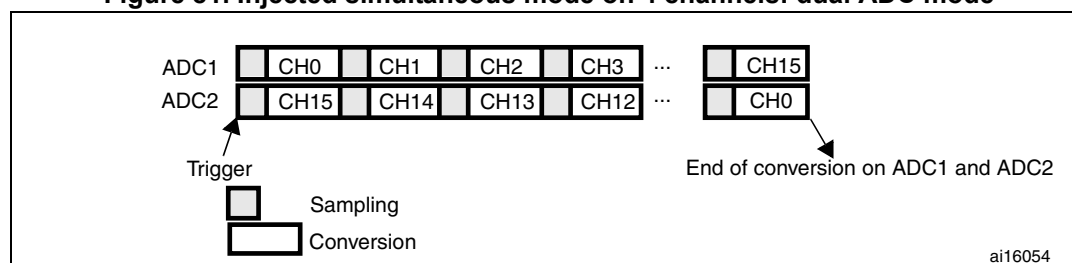 ADC1 CH0 CH1 CH2 CH3 ... CH15
ADC2 CH15 CH14 CH13 CH12 ... CH0
Trigger
End of conversion on ADC1 and ADC2
Sampling
Conversion
ai16054